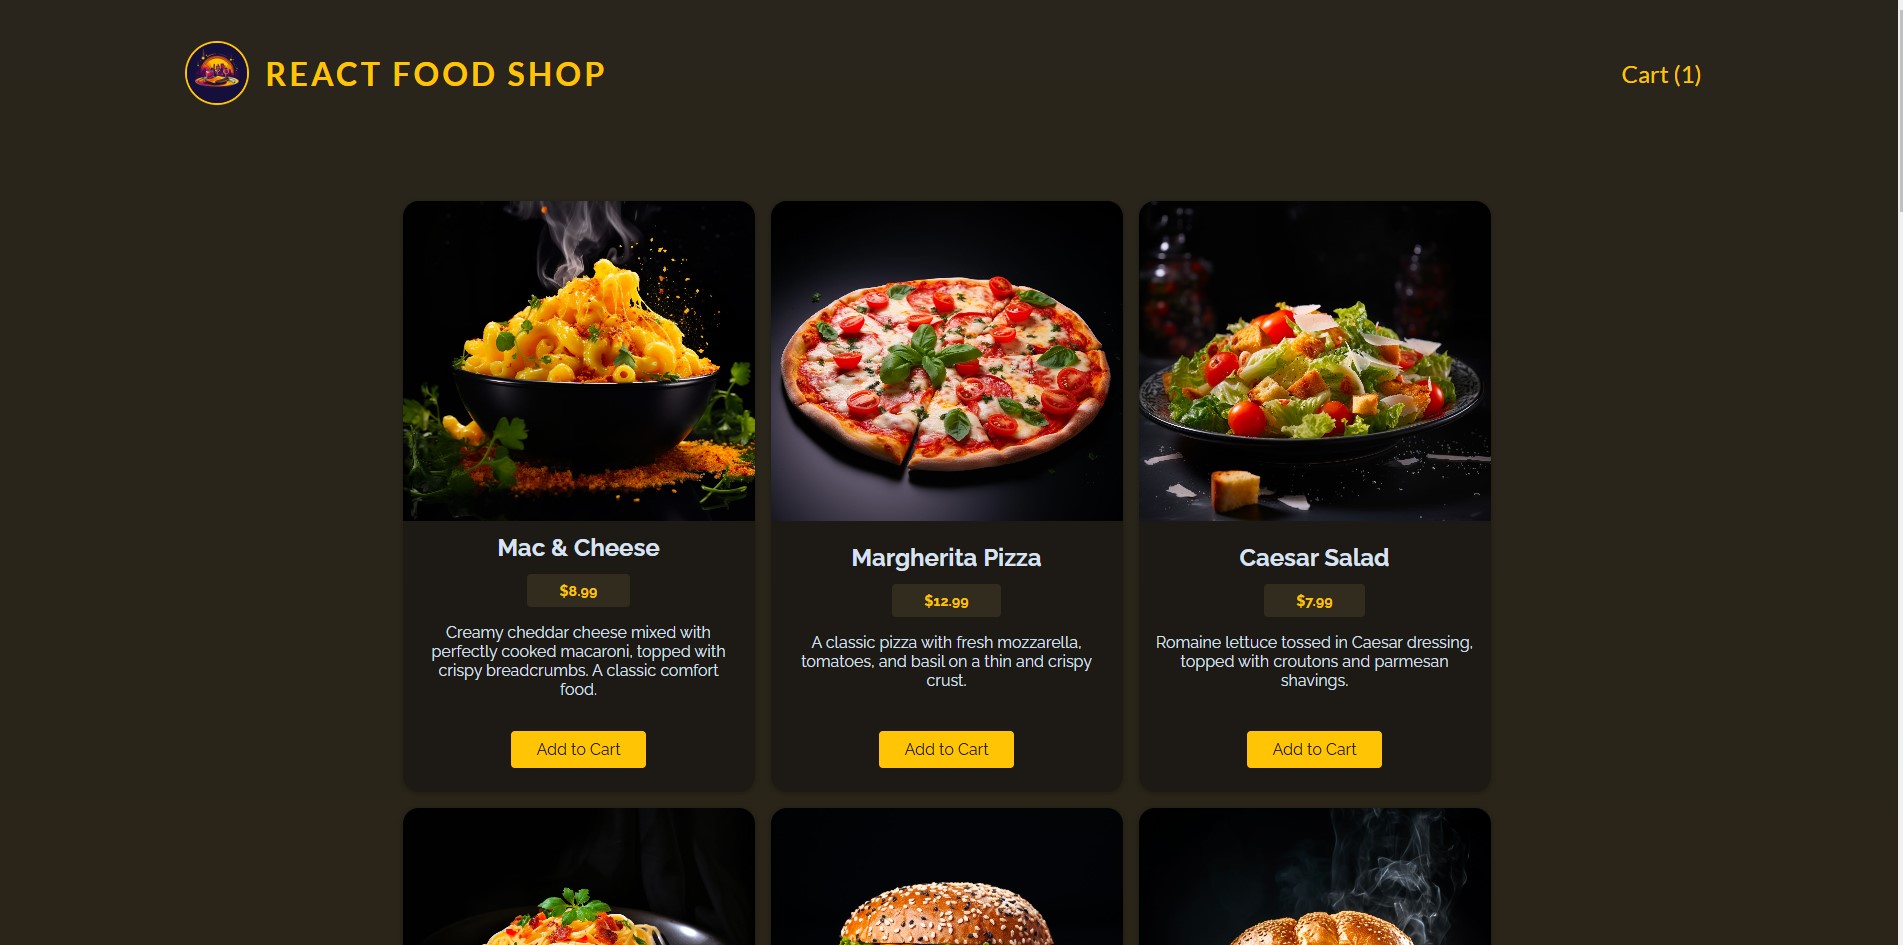 REACT FOOD SHOP
Cart (1)
Mac & Cheese
$8.99
Creamy cheddar cheese mixed with
perfectly cooked macaroni, topped with
crispy breadcrumbs. A classic comfort
food.
Add to Cart
Margherita Pizza
$12.99
A classic pizza with fresh mozzarella,
tomatoes, and basil on a thin and crispy
crust.
Add to Cart
Caesar Salad
$7.99
Romaine lettuce tossed in Caesar dressing,
topped with croutons and parmesan
shavings.
Add to Cart